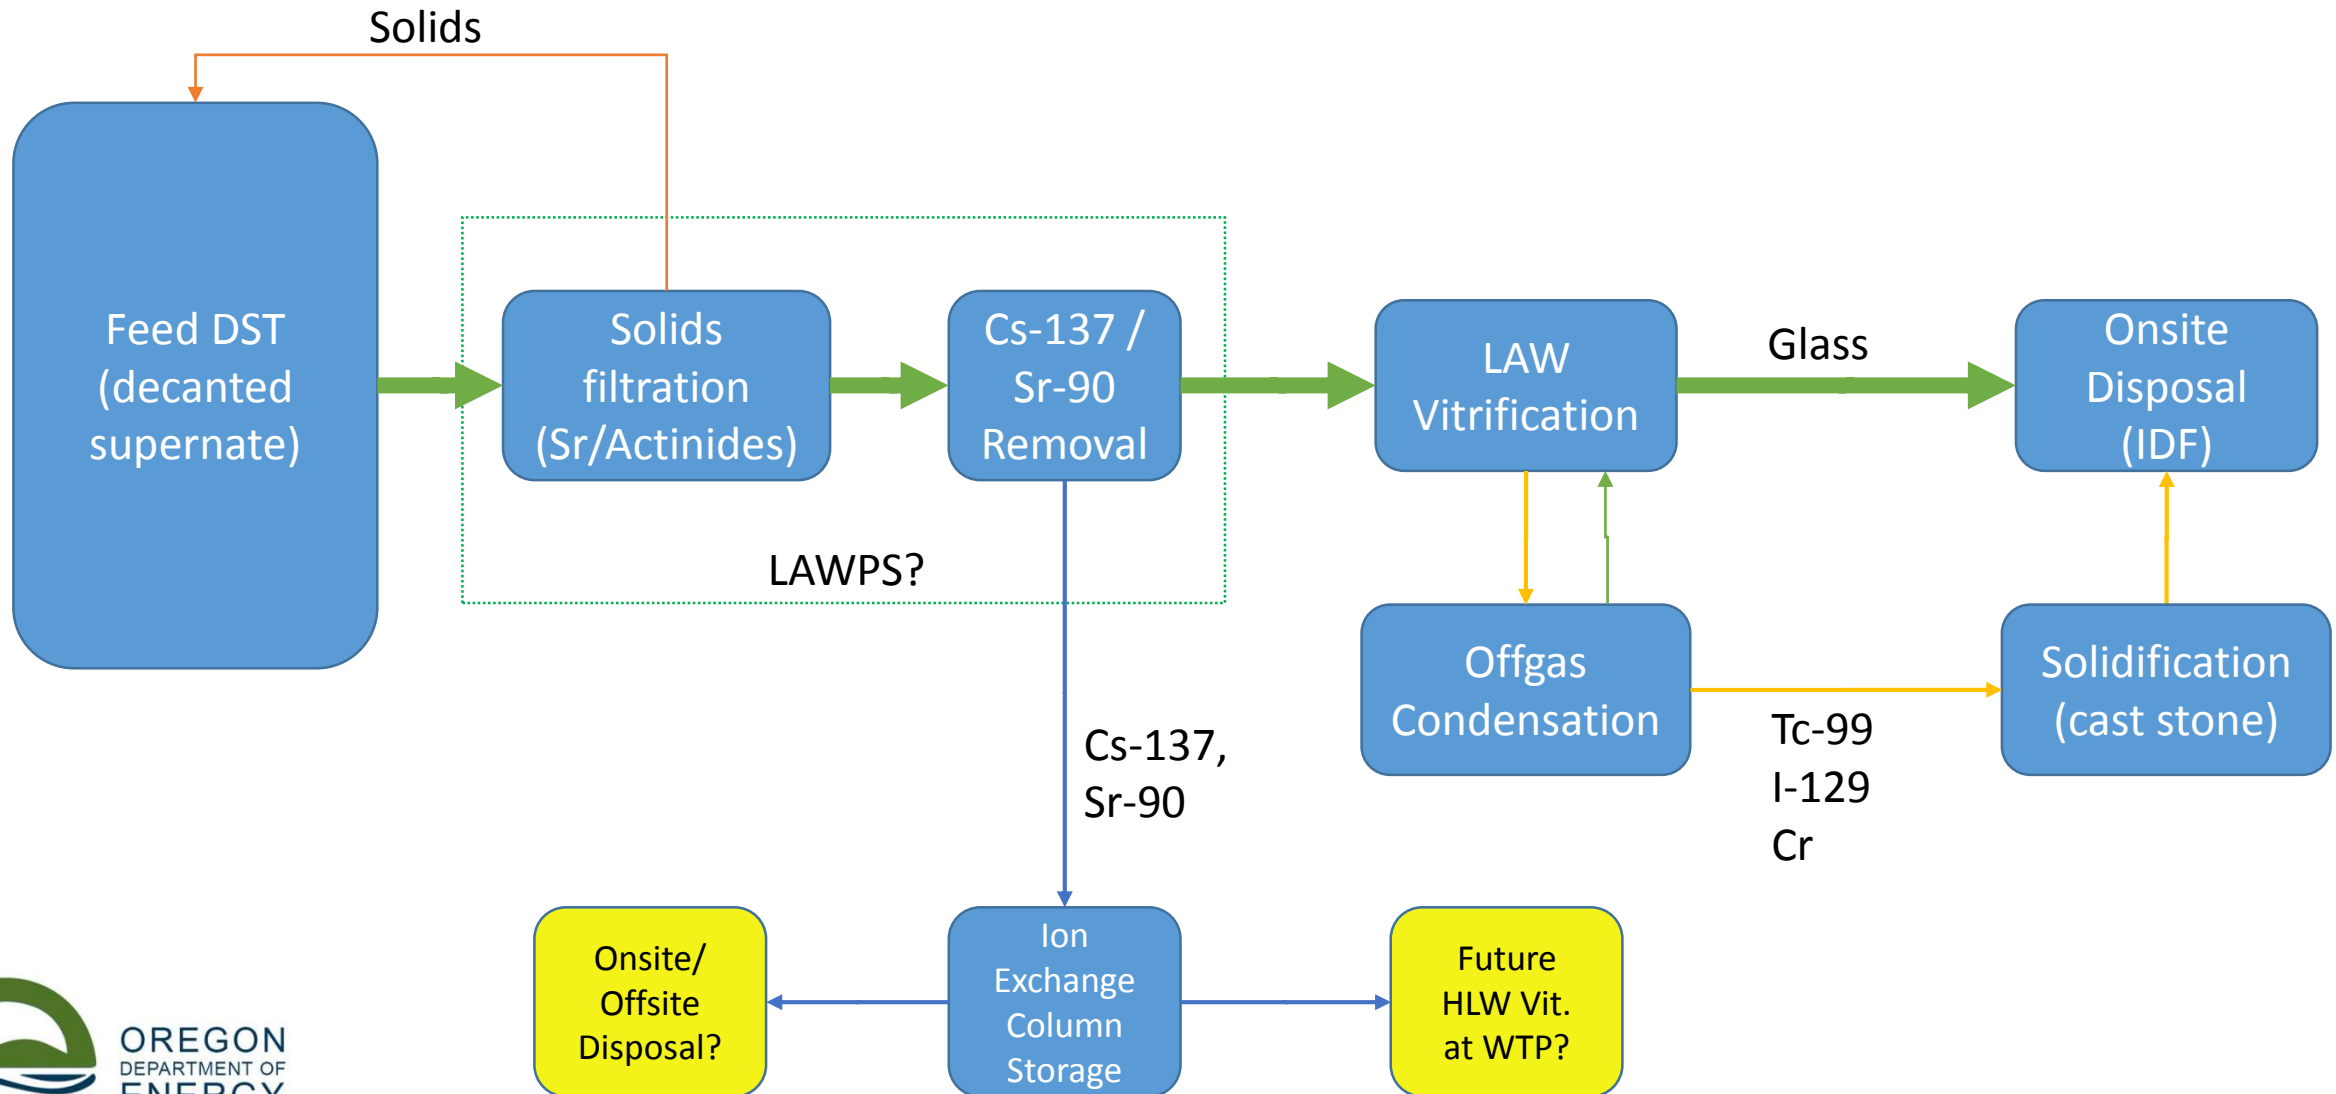 Solids
Feed DST
(decanted
supernate)
Solids
filtration
(Sr/Actinides)
Cs-137 /
Sr-90
Removal
LAWPS?
LAW
Vitrification
Glass
Onsite
Disposal
(IDF)
Offgas
Condensation
Tc-99
I-129
Cr
Solidification
(cast stone)
Cs-137,
Sr-90
Onsite/
Offsite
Disposal?
Ion
Exchange
Column
Storage
Future
HLW Vit.
at WTP?
OREGON
DEPARTMENT OF
ENERGY